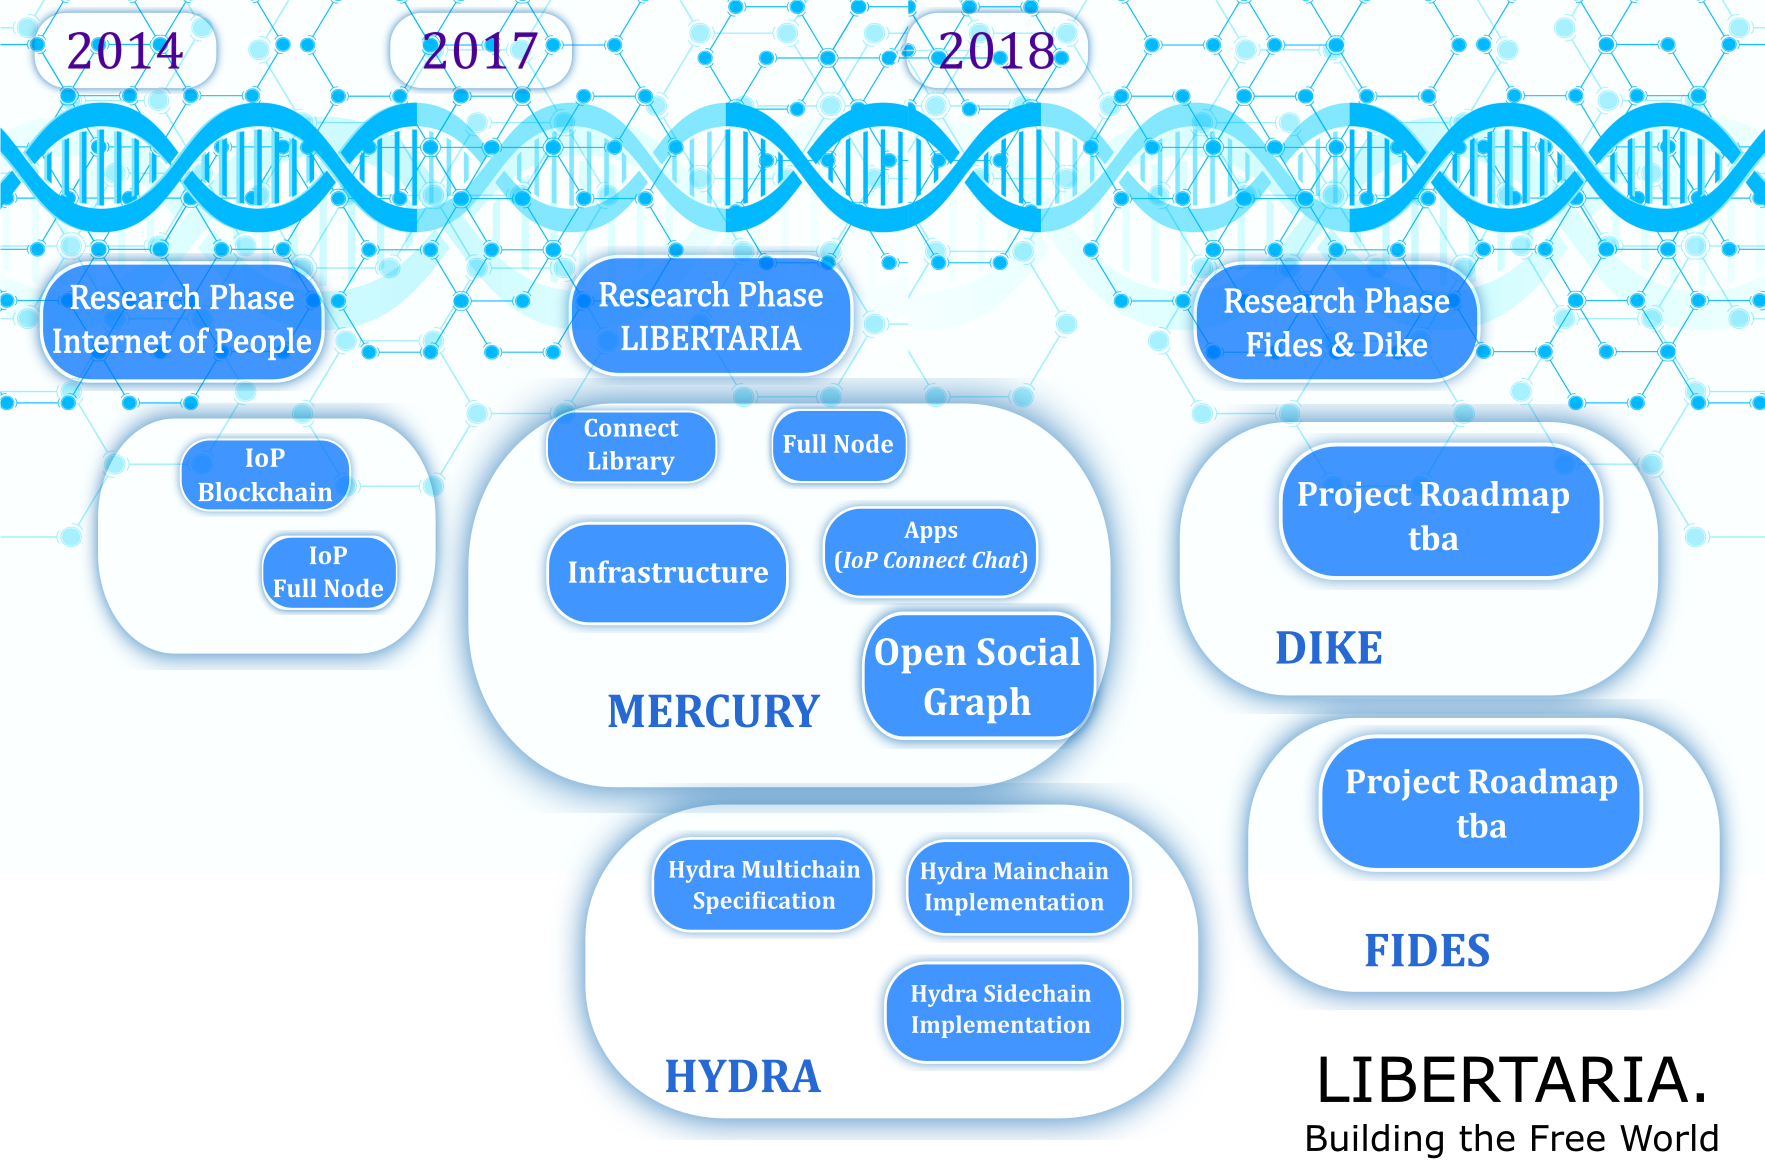 2014
2017
2018
Research Phase
Internet of People
Research Phase
LIBERTARIA
Research Phase
Fides & Dike
IoP
Blockchain
IoP
Full Node
Connect
Library
Full Node
Infrastructure
Apps
(IoP Connect Chat)
Open Social
Graph
MERCURY
Hydra Multichain
Specification
Hydra Mainchain
Implementation
Hydra Sidechain
Implementation
HYDRA
Project Roadmap
tba
DIKE
Project Roadmap
tba
FIDES
LIBERTARIA.
Building the Free World